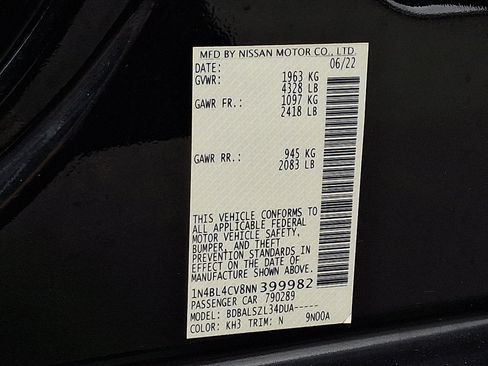 MFD BY NISSAN MOTOR CO., LTD.
DATE: 06/22
GVWR: 1963 KG
4328 LB
GAWR FR.: 1097 KG
2418 LB
GAWR RR.: 945 KG
2083 LB
THIS VEHICLE CONFORMS TO
ALL APPLICABLE FEDERAL
MOTOR VEHICLE SAFETY,
BUMPER, AND THEFT
PREVENTION STANDARDS IN
EFFECT ON THE DATE OF
MANUFACTURE SHOWN ABOVE.
1N4BL4CV8NN 399982
PASSENGER CAR 790289
MODEL: BDBALSZL34DUA-----
COLOR: KH3 TRIM: N 9N00A